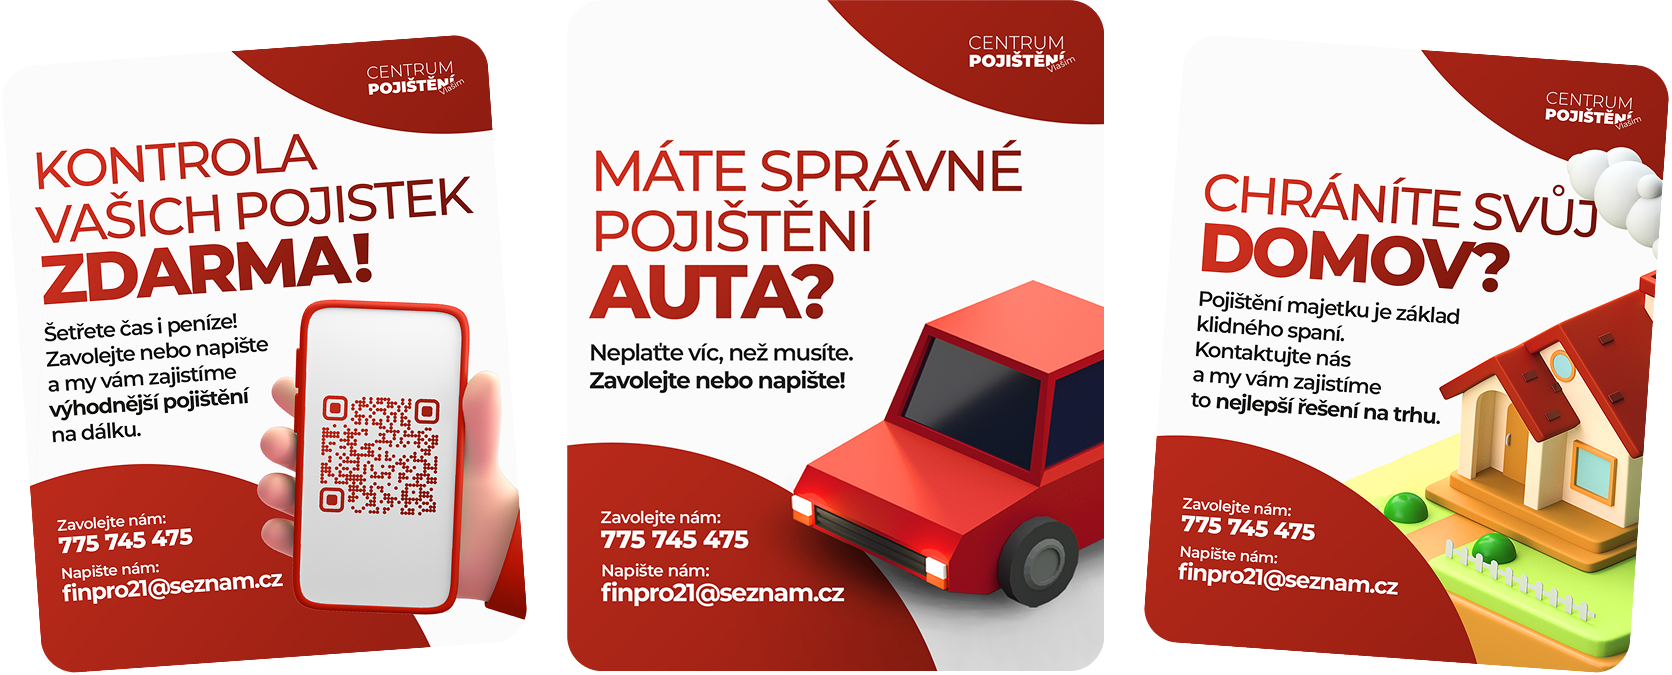 CENTRUM
POJIŠTĚNÍ
Vlašim
KONTROLA
VAŠICH POJISTEK
ZDARMA!
Šetřete čas i peníze!
Zavolejte nebo napište
a my vám zajistíme
výhodnější pojištění
na dálku.
Zavolejte nám:
775 745 475
Napište nám:
finpro21@seznam.cz
CENTRUM
POJIŠTĚNÍ
Vlašim
MÁTE SPRÁVNÉ
POJIŠTĚNÍ
AUTA?
Neplaťte víc, než musíte.
Zavolejte nebo napište!
Zavolejte nám:
775 745 475
Napište nám:
finpro21@seznam.cz
CENTRUM
POJIŠTĚNÍ
Vlašim
CHRÁNÍTE SVŮJ
DOMOV?
Pojištění majetku je základ
klidného spaní.
Kontaktujte nás
a my vám zajistíme
to nejlepší řešení na trhu.
Zavolejte nám:
775 745 475
Napište nám:
finpro21@seznam.cz